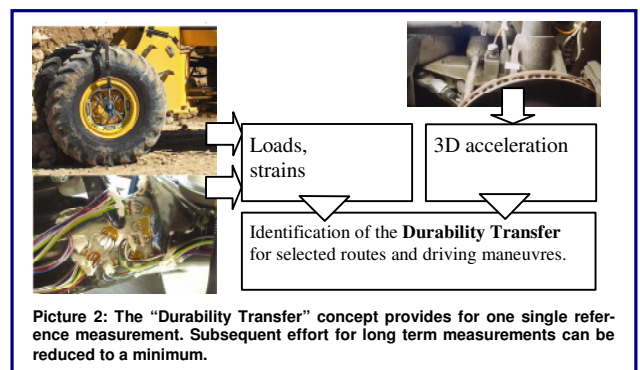 Loads,
strains
3D acceleration
Identification of the Durability Transfer
for selected routes and driving maneuvres.
Picture 2: The “Durability Transfer” concept provides for one single refer-
ence measurement. Subsequent effort for long term measurements can be
reduced to a minimum.